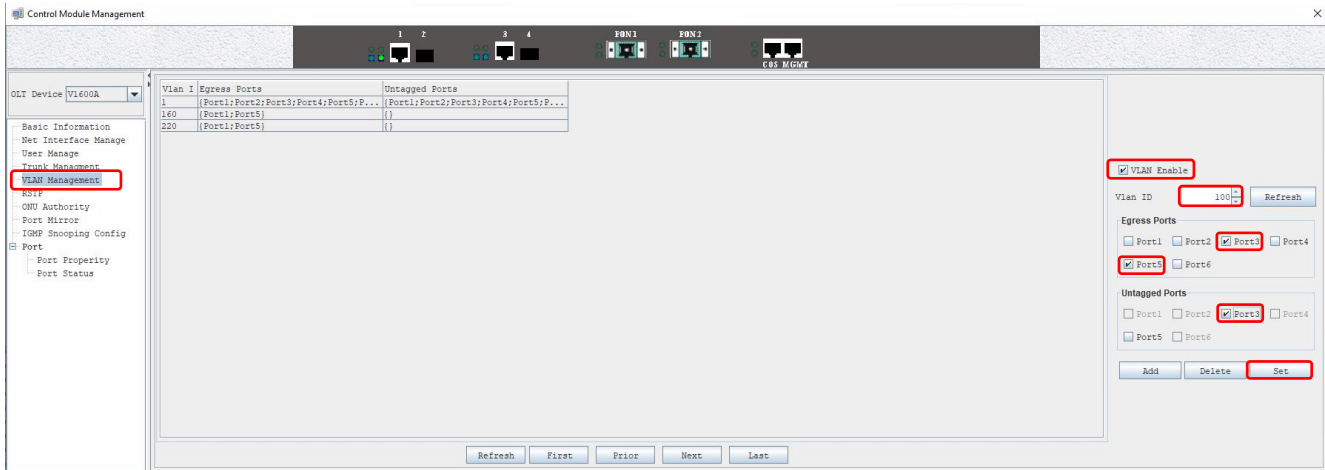 Control Module Management
1 2 3 4 PON1 PON2
COS MGMT
OLT Device V1600A
Basic Information
Net Interface Manage
User Manage
Trunk Managment
VLAN Management
RSTP
ONU Authority
Port Mirror
IGMP Snooping Config
Port
Port Properity
Port Status
Vlan I Egress Ports Untagged Ports
1 {Port1;Port2;Port3;Port4;Port5;P... {Port1;Port2;Port3;Port4;Port5;P...
160 {Port1;Port5} {}
220 {Port1;Port5} {}
VLAN Enable
Vlan ID 100 Refresh
Egress Ports
Port1 Port2 Port3 Port4
Port5 Port6
Untagged Ports
Port1 Port2 Port3 Port4
Port5 Port6
Add Delete Set
Refresh First Prior Next Last